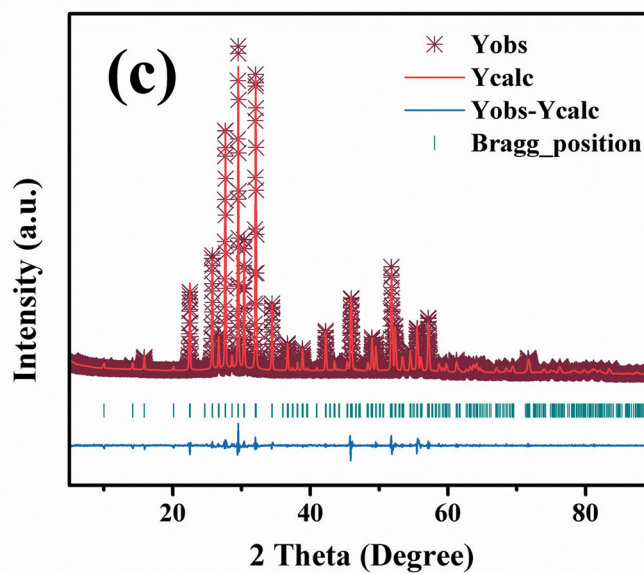 (c)
Yobs
Ycalc
Yobs-Ycalc
Bragg_position
Intensity (a.u.)
20 40 60 80
2 Theta (Degree)